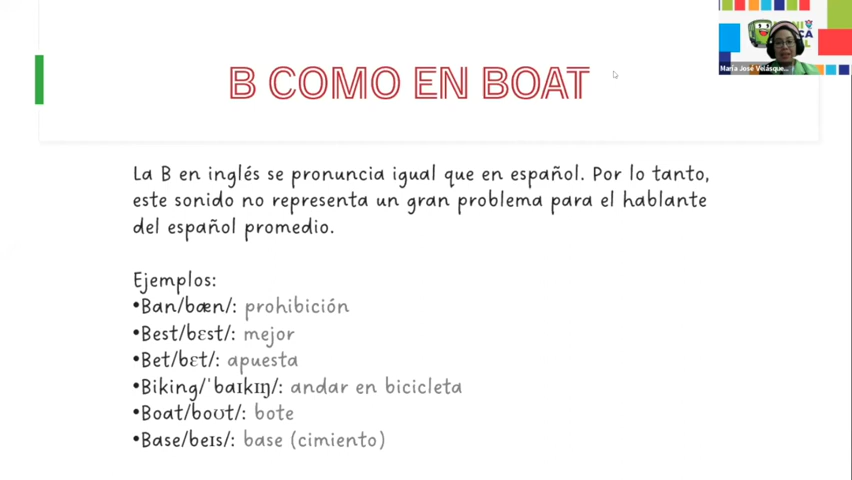 B COMO EN BOAT
María José Velásque...
La B en inglés se pronuncia igual que en español. Por lo tanto,
este sonido no representa un gran problema para el hablante
del español promedio.
Ejemplos:
•Ban/bæn/: prohibición
•Best/bɛst/: mejor
•Bet/bɛt/: apuesta
•Biking/ˈbaɪkɪŋ/: andar en bicicleta
•Boat/boʊt/: bote
•Base/beɪs/: base (cimiento)